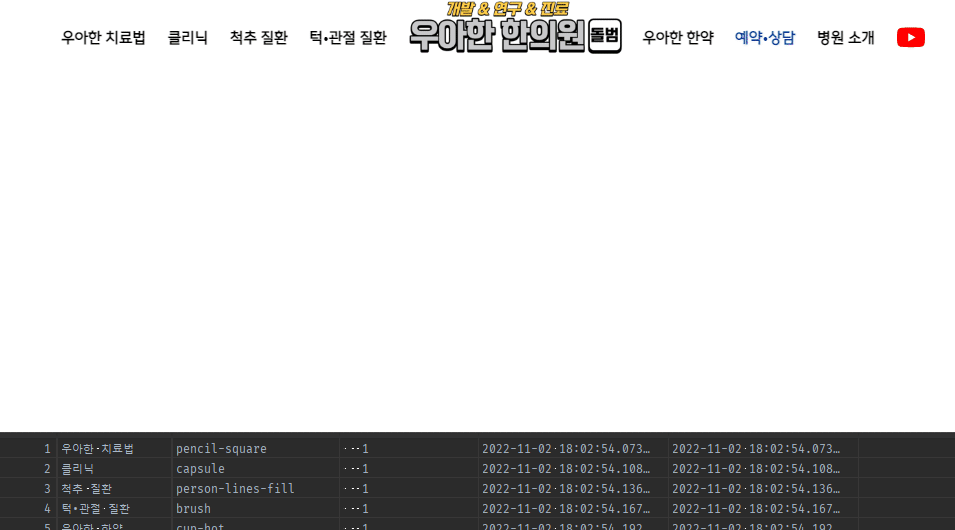 개발 & 연구 & 진료
우아한 치료법 클리닉 척추 질환 턱•관절 질환 우아한 한의원 돌범 우아한 한약 예약•상담 병원 소개
1 우아한·치료법 pencil-square ···1 2022-11-02·18:02:54.073… 2022-11-02·18:02:54.073…
2 클리닉 capsule ···1 2022-11-02·18:02:54.108… 2022-11-02·18:02:54.108…
3 척추·질환 person-lines-fill ···1 2022-11-02·18:02:54.136… 2022-11-02·18:02:54.136…
4 턱•관절·질환 brush ···1 2022-11-02·18:02:54.167… 2022-11-02·18:02:54.167…
5 우아한·한약 cup-hot ···1 2022-11-02·18:02:54.192… 2022-11-02·18:02:54.192…